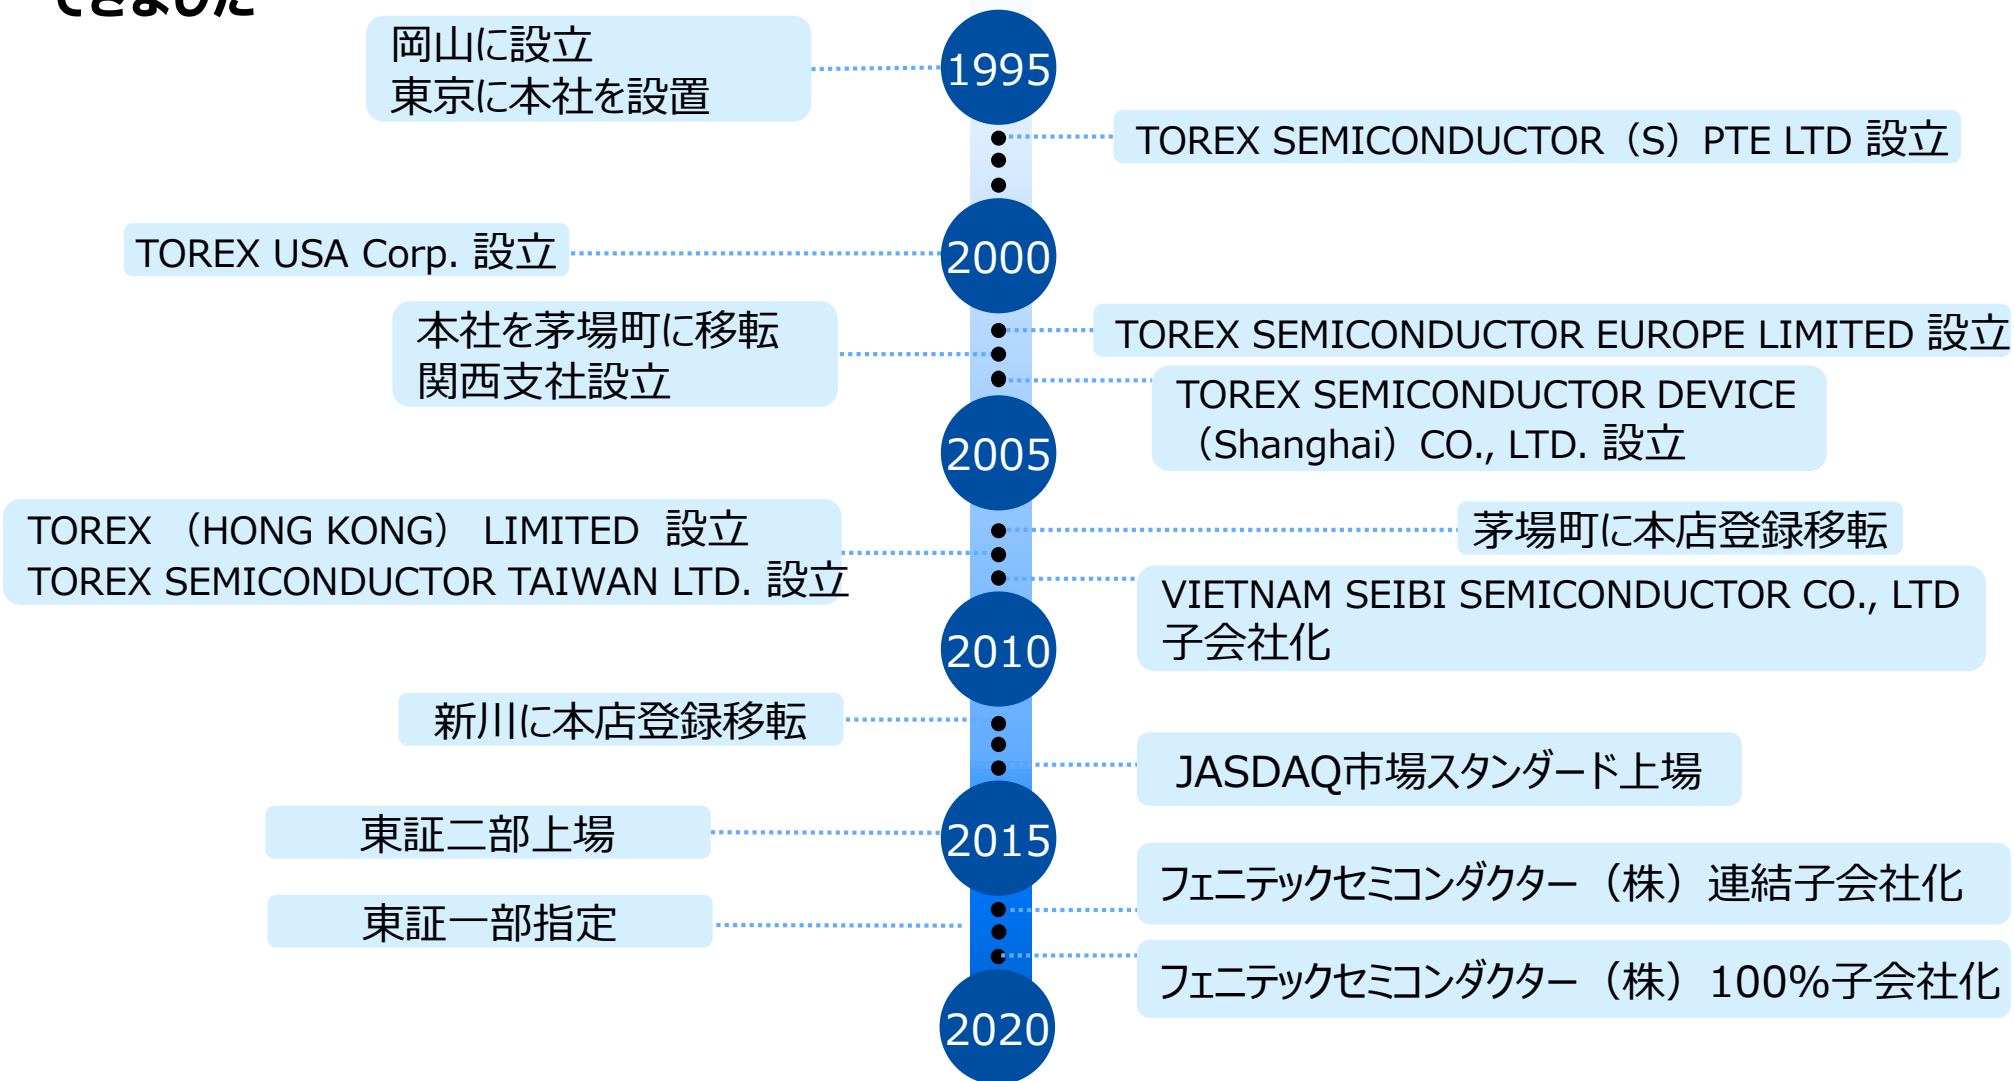 できました
岡山に設立
東京に本社を設置
1995
TOREX SEMICONDUCTOR（S）PTE LTD 設立
2000
TOREX USA Corp. 設立
TOREX SEMICONDUCTOR EUROPE LIMITED 設立
本社を茅場町に移転
関西支社設立
TOREX SEMICONDUCTOR DEVICE
（Shanghai）CO., LTD. 設立
2005
茅場町に本店登録移転
TOREX （HONG KONG） LIMITED 設立
TOREX SEMICONDUCTOR TAIWAN LTD. 設立
VIETNAM SEIBI SEMICONDUCTOR CO., LTD
子会社化
2010
新川に本店登録移転
JASDAQ市場スタンダード上場
2015
東証二部上場
フェニテックセミコンダクター（株）連結子会社化
東証一部指定
フェニテックセミコンダクター（株）100%子会社化
2020